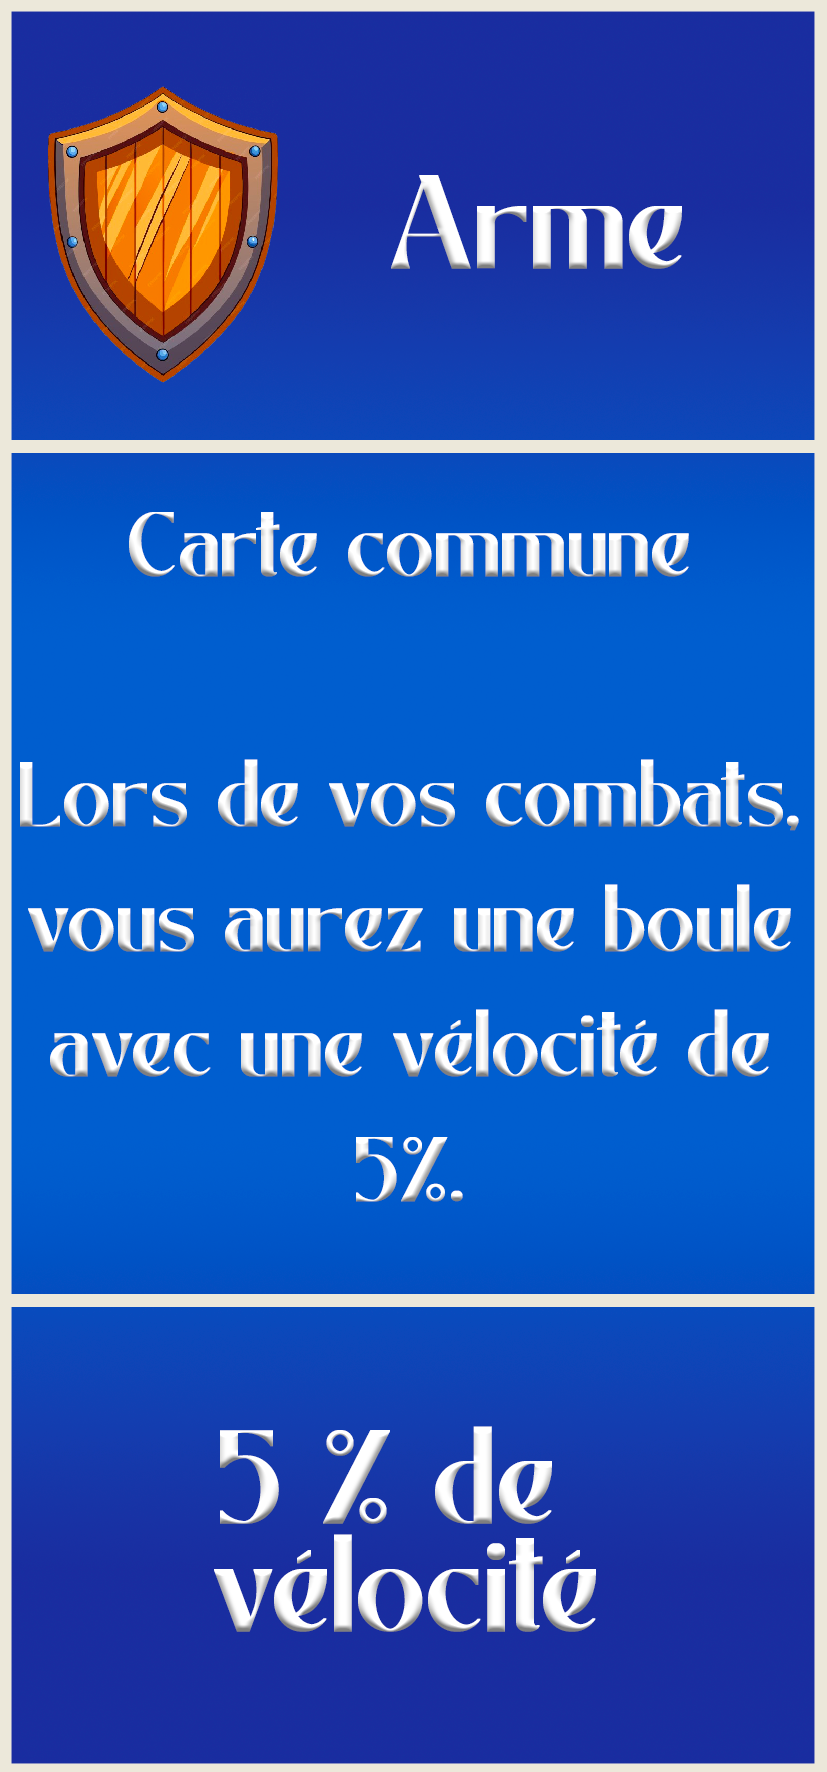 Arme
Carte commune
Lors de vos combats,
vous aurez une boule
avec une vélocité de
5%.
5 % de
vélocité